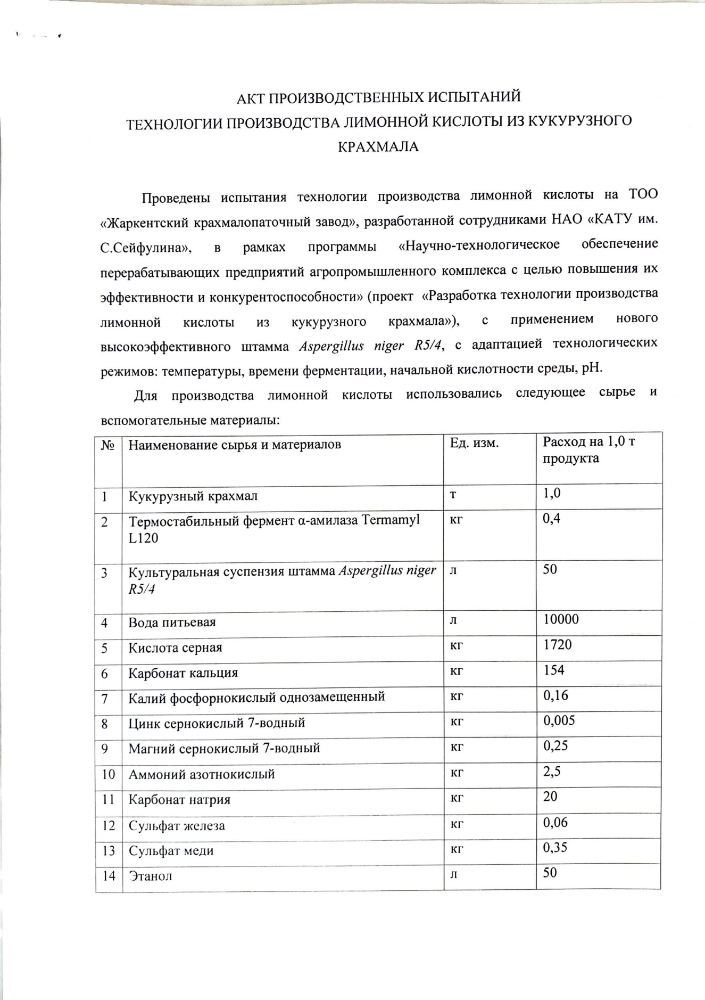 АКТ ПРОИЗВОДСТВЕННЫХ ИСПЫТАНИЙ
ТЕХНОЛОГИИ ПРОИЗВОДСТВА ЛИМОННОЙ КИСЛОТЫ ИЗ КУКУРУЗНОГО
КРАХМАЛА
Проведены испытания технологии производства лимонной кислоты на ТОО
«Жаркентский крахмалопаточный завод», разработанной сотрудниками НАО «КАТУ им.
С.Сейфулина», в рамках программы «Научно-технологическое обеспечение
перерабатывающих предприятий агропромышленного комплекса с целью повышения их
эффективности и конкурентоспособности» (проект «Разработка технологии производства
лимонной кислоты из кукурузного крахмала»), с применением нового
высокоэффективного штамма Aspergillus niger R5/4, с адаптацией технологических
режимов: температуры, времени ферментации, начальной кислотности среды, рН.
Для производства лимонной кислоты использовались следующее сырье и
вспомогательные материалы:
№ Наименование сырья и материалов Ед. изм. Расход на 1,0 т
продукта
1 Кукурузный крахмал т 1,0
2 Термостабильный фермент α-амилаза Termamyl кг 0,4
L120
3 Культуральная суспензия штамма Aspergillus niger л 50
R5/4
4 Вода питьевая л 10000
5 Кислота серная кг 1720
6 Карбонат кальция кг 154
7 Калий фосфорнокислый однозамещенный кг 0,16
8 Цинк сернокислый 7-водный кг 0,005
9 Магний сернокислый 7-водный кг 0,25
10 Аммоний азотнокислый кг 2,5
11 Карбонат натрия кг 20
12 Сульфат железа кг 0,06
13 Сульфат меди кг 0,35
14 Этанол л 50